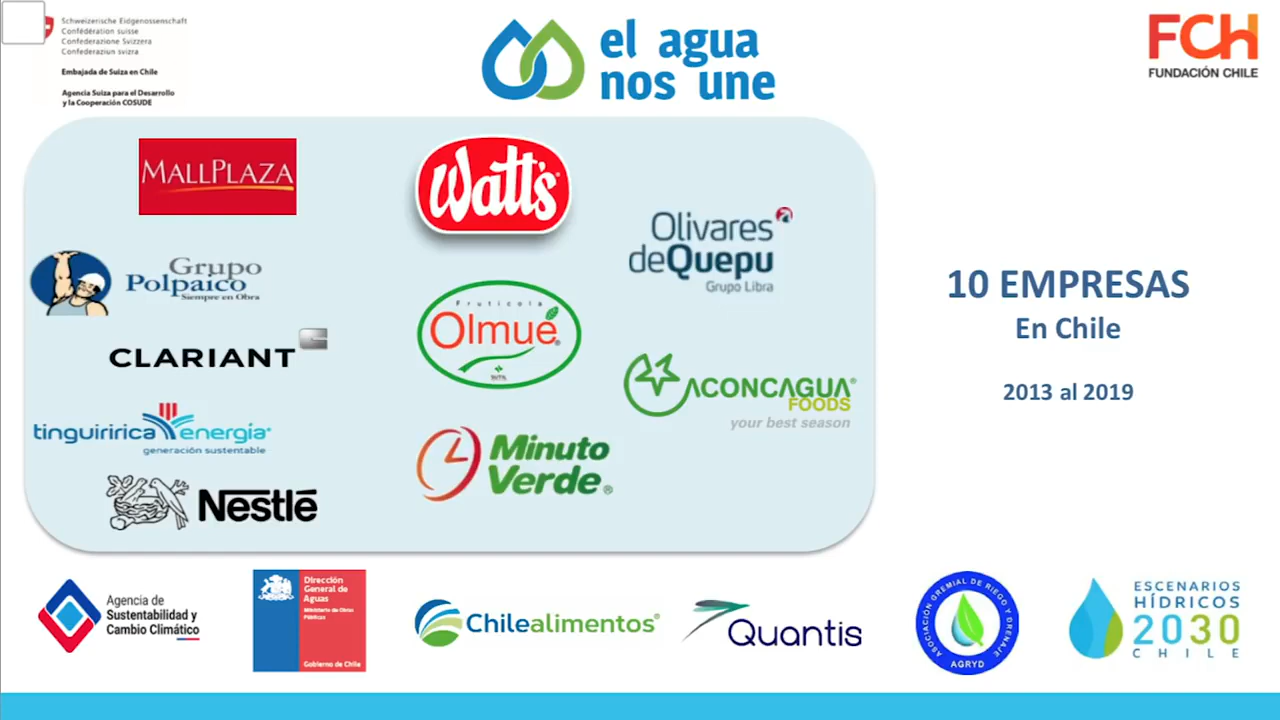 Schweizerische Eidgenossenschaft
Confédération suisse
Confederazione Svizzera
Confederaziun svizra
Embajada de Suiza en Chile
Agencia Suiza para el Desarrollo
y la Cooperación COSUDE
el agua
nos une
FCH
FUNDACIÓN CHILE
MALLPLAZA
Watt's
Olivares
deQuepu
Grupo Libra
Grupo
Polpaico
Siempre en Obra
Frutícola
Olmué
CLARIANT
ACONCAGUA
FOODS
your best season
tinguiririca energía
generación sustentable
Minuto
Verde
Nestlé
10 EMPRESAS
En Chile
2013 al 2019
Agencia de
Sustentabilidad y
Cambio Climático
Dirección
General de
Aguas
Ministerio de Obras
Públicas
Gobierno de Chile
Chilealimentos
Quantis
ASOCIACIÓN GREMIAL DE RIEGO Y DRENAJE
AGRYD
ESCENARIOS
HÍDRICOS
2030
CHILE